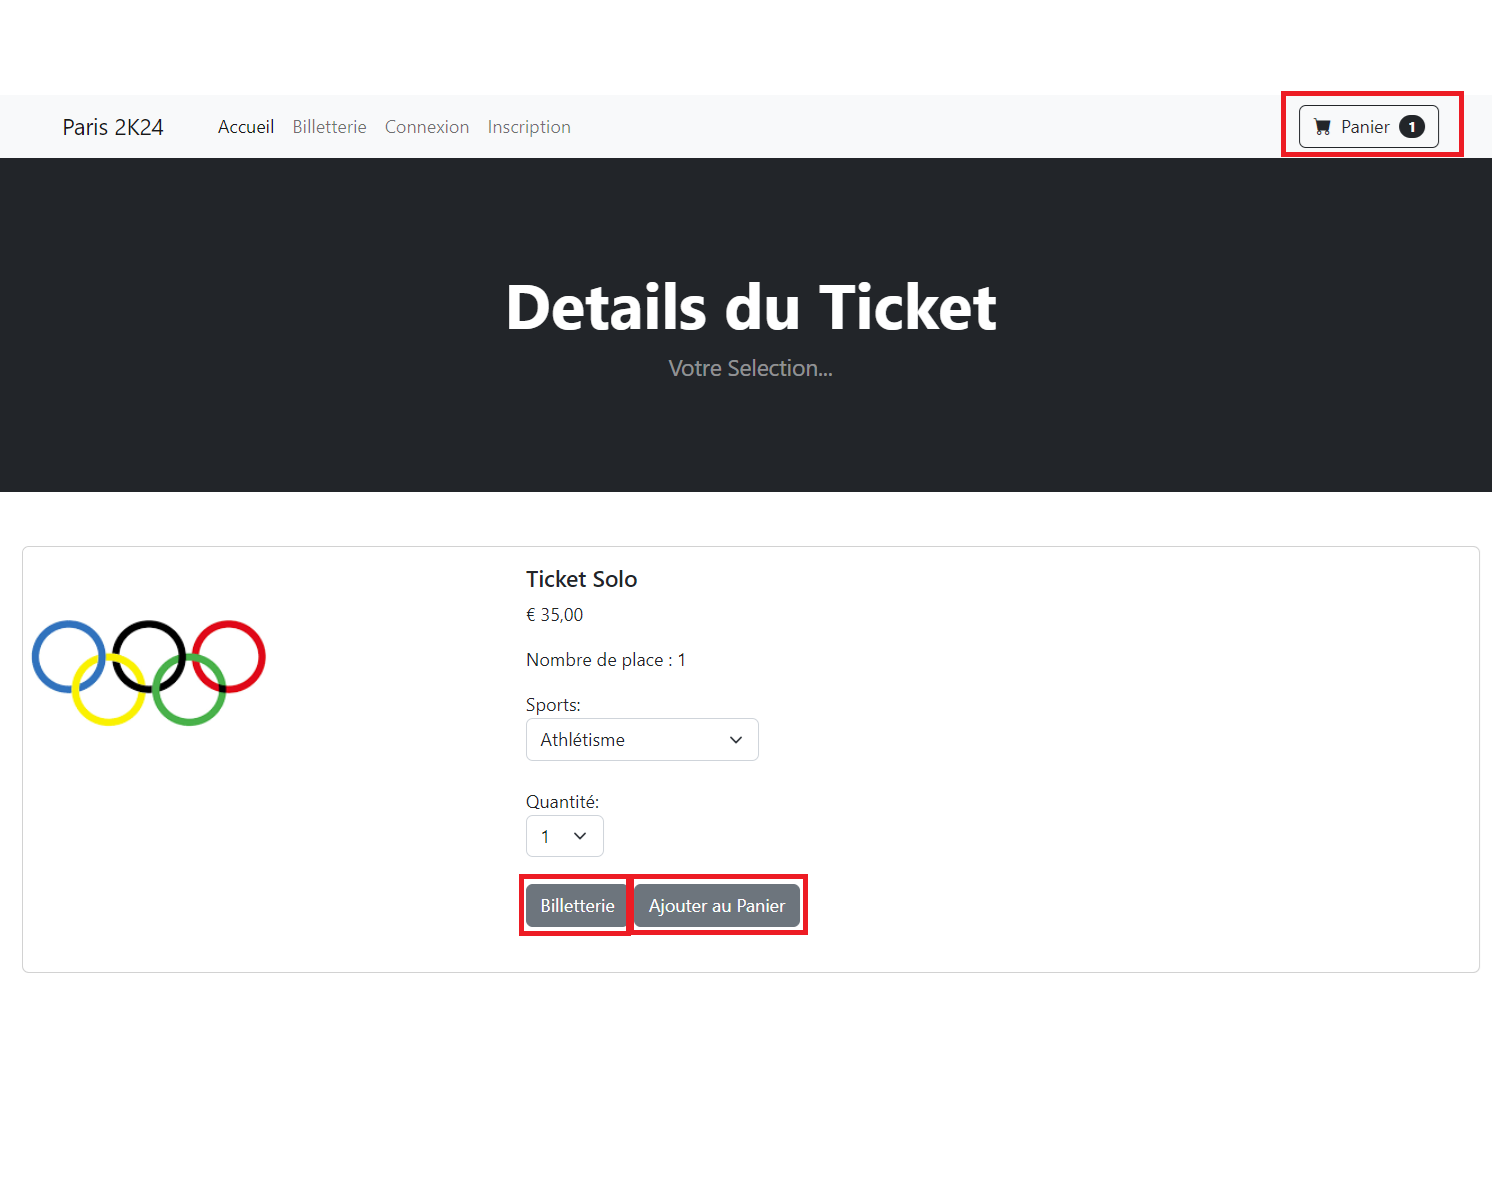 Paris 2K24 Accueil Billetterie Connexion Inscription Panier 1
Details du Ticket
Votre Selection...
Ticket Solo
€ 35,00
Nombre de place : 1
Sports:
Athlétisme
Quantité:
1
Billetterie Ajouter au Panier